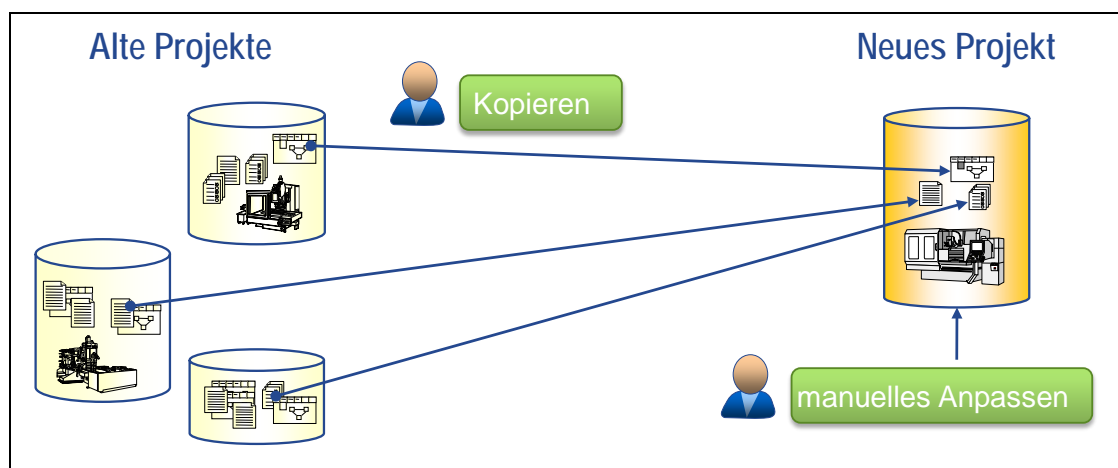 Alte Projekte
Neues Projekt
Kopieren
manuelles Anpassen